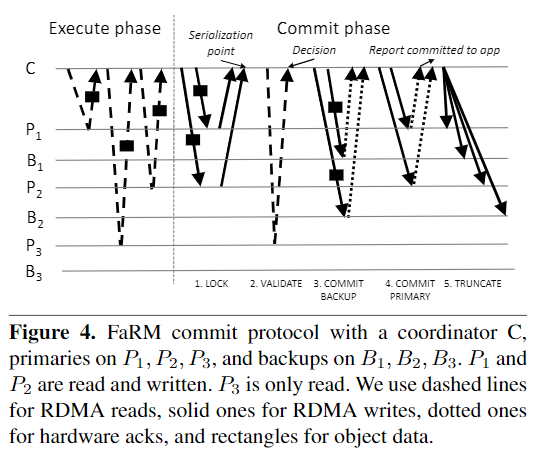 Execute phase
Commit phase
Serialization
point
Decision
Report committed to app
C
P1
B1
P2
B2
P3
B3
1. LOCK
2. VALIDATE
3. COMMIT
BACKUP
4. COMMIT
PRIMARY
5. TRUNCATE
Figure 4. FaRM commit protocol with a coordinator C,
primaries on P1, P2, P3, and backups on B1, B2, B3. P1 and
P2 are read and written. P3 is only read. We use dashed lines
for RDMA reads, solid ones for RDMA writes, dotted ones
for hardware acks, and rectangles for object data.